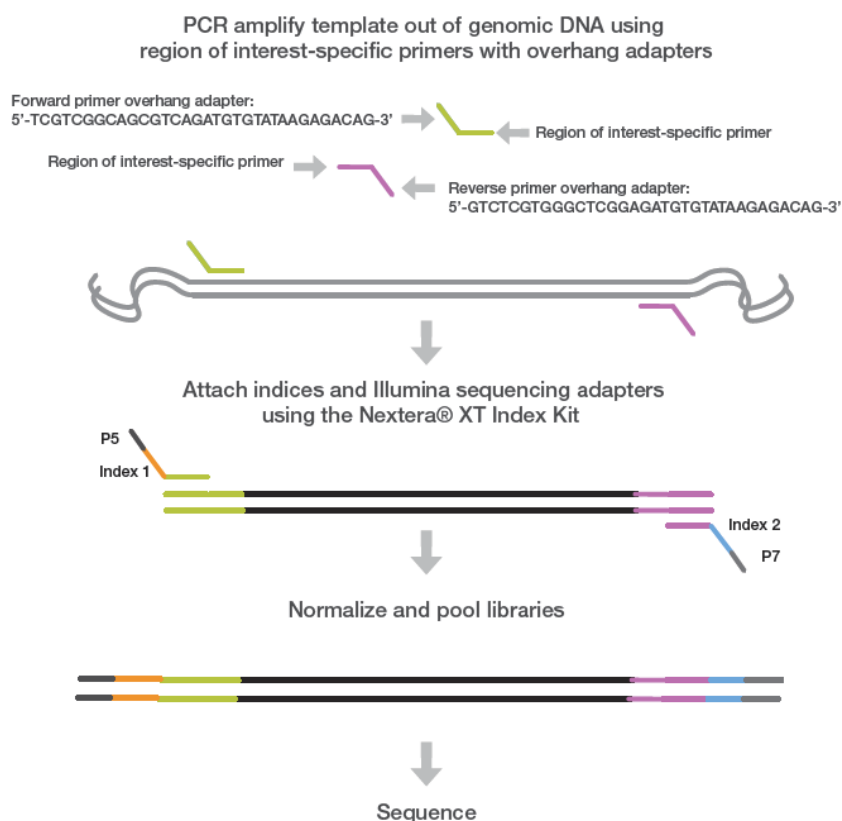 PCR amplify template out of genomic DNA using
region of interest-specific primers with overhang adapters
Forward primer overhang adapter:
5’-TCGTCGGCAGCGTCAGATGTGTATAAGAGACAG-3’
Region of interest-specific primer
Region of interest-specific primer
Reverse primer overhang adapter:
5’-GTCTCGTGGGCTCGGAGATGTGTATAAGAGACAG-3’
Attach indices and Illumina sequencing adapters
using the Nextera® XT Index Kit
P5
Index 1
Index 2
P7
Normalize and pool libraries
Sequence